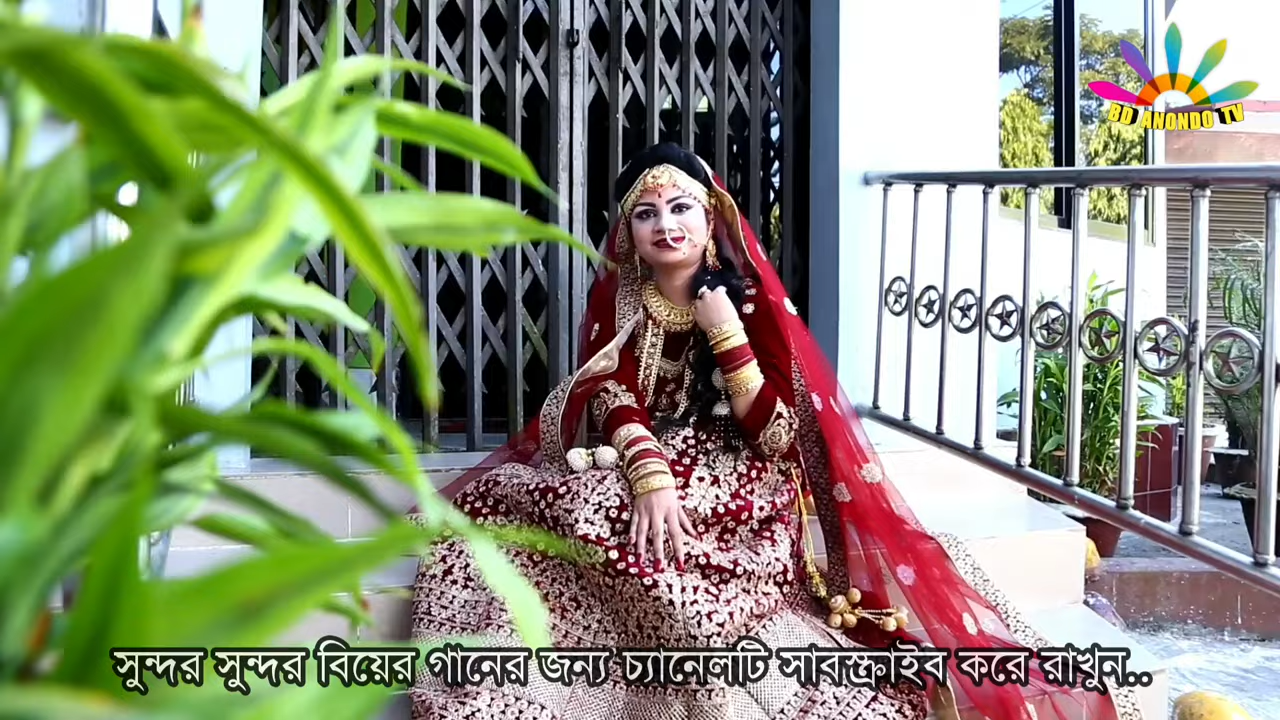 BD ANONDO TV
সুন্দর সুন্দর বিয়ের গানের জন্য চ্যানেলটি সাবস্ক্রাইব করে রাখুন..